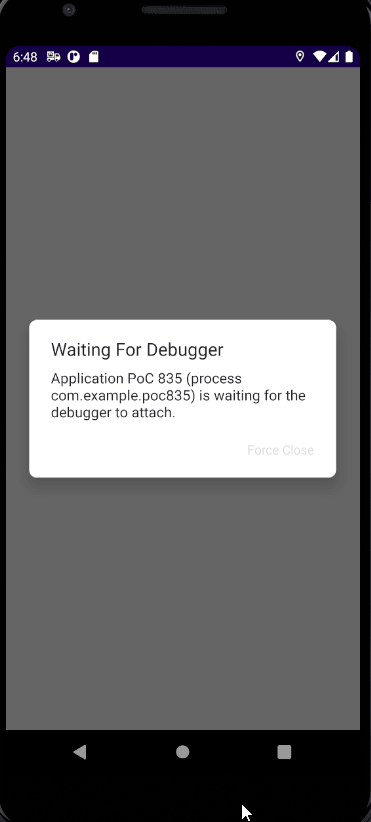 6:48
Waiting For Debugger
Application PoC 835 (process
com.example.poc835) is waiting for the
debugger to attach.
Force Close